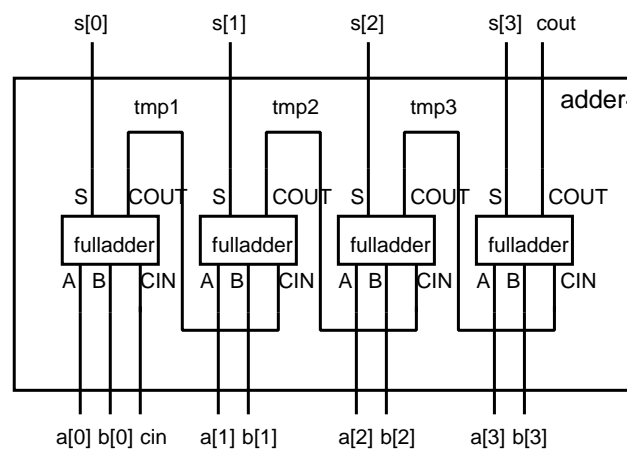 s[0] s[1] s[2] s[3] cout
adder
tmp1 tmp2 tmp3
S COUT S COUT S COUT S COUT
fulladder fulladder fulladder fulladder
A B CIN A B CIN A B CIN A B CIN
a[0] b[0] cin a[1] b[1] a[2] b[2] a[3] b[3]